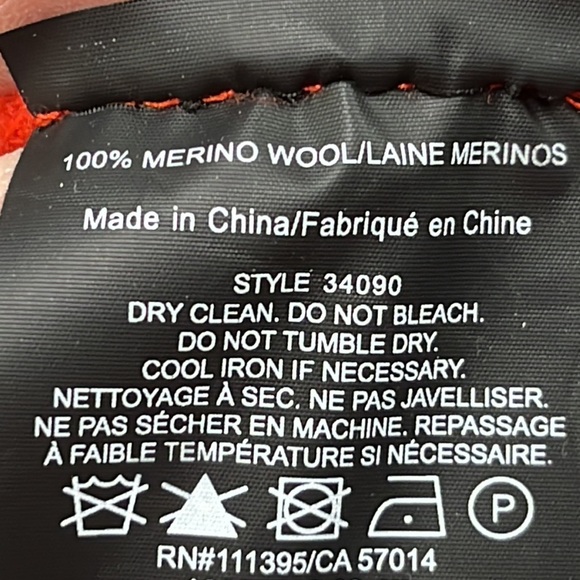 100% MERINO WOOL/LAINE MERINOS
Made in China/Fabriqué en Chine
STYLE 34090
DRY CLEAN. DO NOT BLEACH.
DO NOT TUMBLE DRY.
COOL IRON IF NECESSARY.
NETTOYAGE À SEC. NE PAS JAVELLISER.
NE PAS SÉCHER EN MACHINE. REPASSAGE
À FAIBLE TEMPÉRATURE SI NÉCESSAIRE.
P
RN#111395/CA 57014